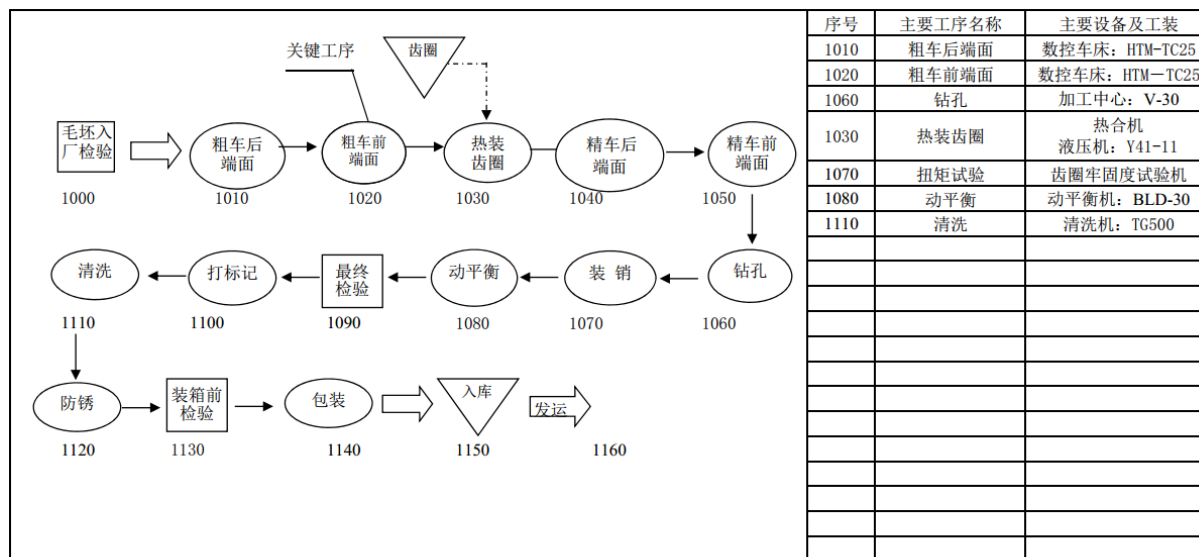 关键工序
齿圈
毛坯入
厂检验
粗车后
端面
粗车前
端面
热装
齿圈
精车后
端面
精车前
端面
1000
1010
1020
1030
1040
1050
清洗
打标记
最终
检验
动平衡
装 销
钻孔
1110
1100
1090
1080
1070
1060
防锈
装箱前
检验
包装
入库
发运
1120
1130
1140
1150
1160
序号 主要工序名称 主要设备及工装
1010 粗车后端面 数控车床：HTM-TC25
1020 粗车前端面 数控车床：HTM－TC25
1060 钻孔 加工中心：V-30
1030 热装齿圈 热合机
液压机：Y41-11
1070 扭矩试验 齿圈牢固度试验机
1080 动平衡 动平衡机：BLD-30
1110 清洗 清洗机：TG500